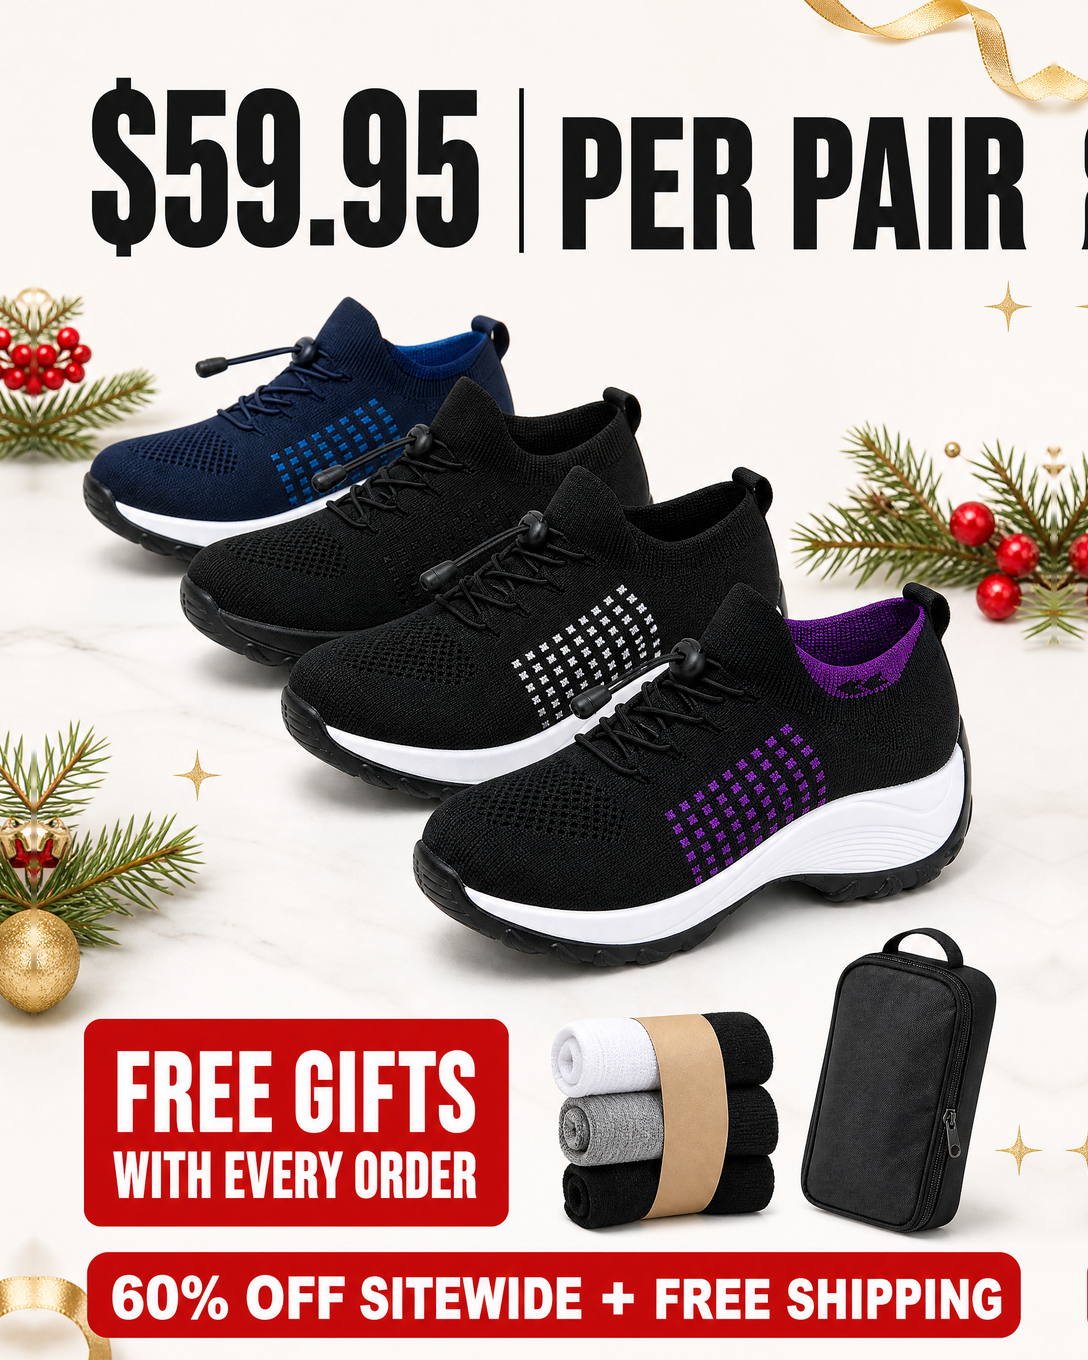 $59.95 | PER PAIR
FREE GIFTS
WITH EVERY ORDER
60% OFF SITEWIDE + FREE SHIPPING